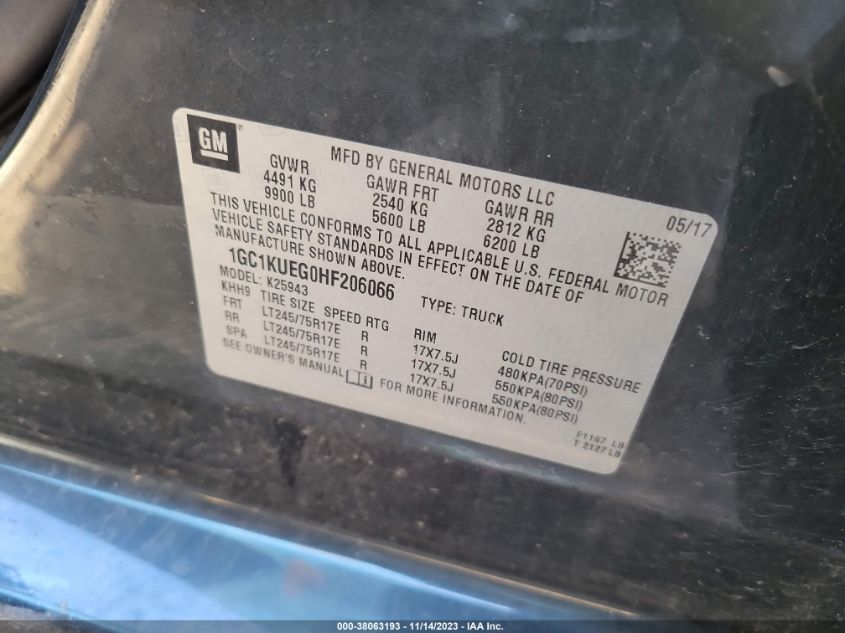 GM
MFD BY GENERAL MOTORS LLC 05/17
GVWR GAWR FRT GAWR RR
4491 KG 2540 KG 2812 KG
9900 LB 5600 LB 6200 LB
THIS VEHICLE CONFORMS TO ALL APPLICABLE U.S. FEDERAL MOTOR
VEHICLE SAFETY STANDARDS IN EFFECT ON THE DATE OF
MANUFACTURE SHOWN ABOVE.
1GC1KUEG0HF206066 TYPE: TRUCK
MODEL: K25943
KHH9 TIRE SIZE SPEED RTG RIM COLD TIRE PRESSURE
FRT LT245/75R17E R 17X7.5J 480KPA(70PSI)
RR LT245/75R17E R 17X7.5J 550KPA(80PSI)
SPA LT245/75R17E R 17X7.5J 550KPA(80PSI)
SEE OWNER'S MANUAL FOR MORE INFORMATION.
F1167 LB
T 2127 LB
000-38063193 - 11/14/2023 - IAA Inc.